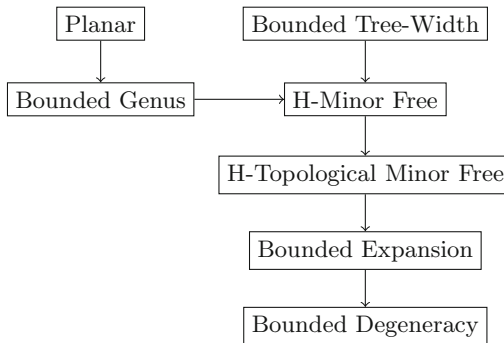 Planar
Bounded Tree-Width
Bounded Genus
H-Minor Free
H-Topological Minor Free
Bounded Expansion
Bounded Degeneracy